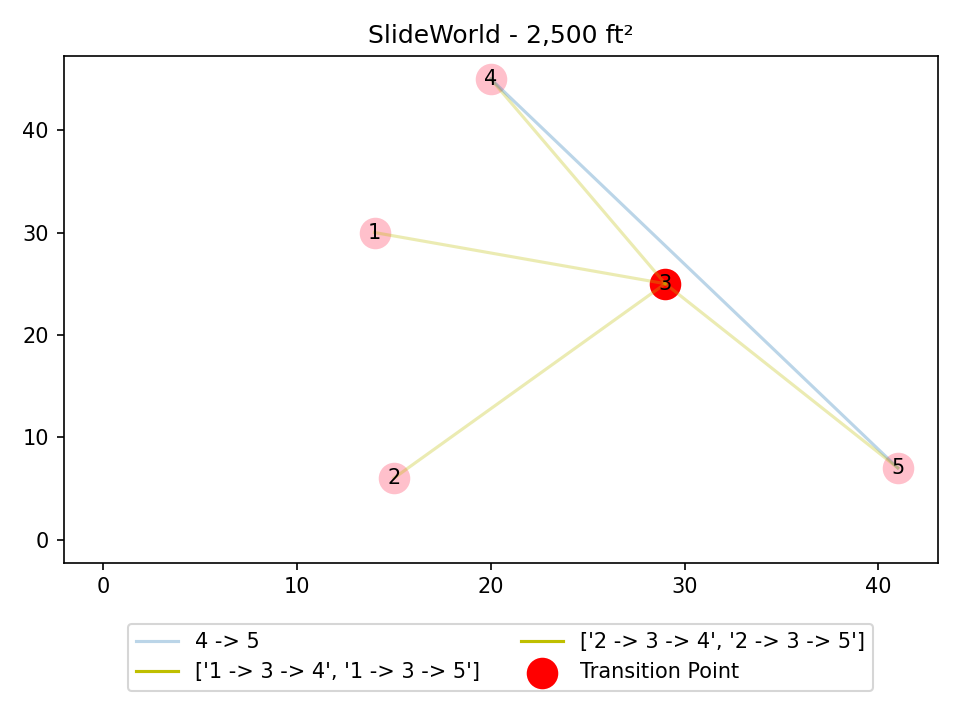 SlideWorld - 2,500 ft²
4
40
1
30
3
20
10
2
5
0
0 10 20 30 40
4 -> 5
['1 -> 3 -> 4', '1 -> 3 -> 5']
['2 -> 3 -> 4', '2 -> 3 -> 5']
Transition Point